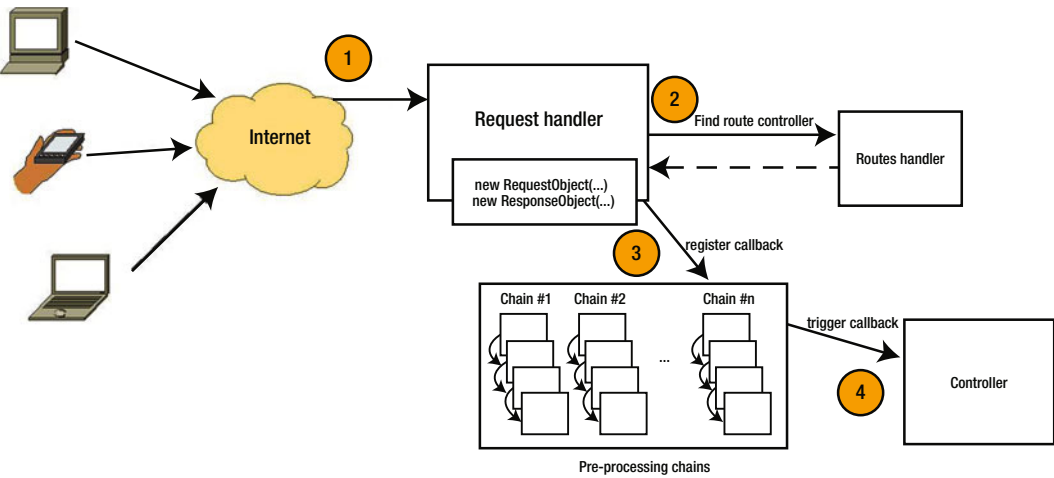 1
Internet
Request handler
new RequestObject(...)
new ResponseObject(...)
2
Find route controller
Routes handler
3
register callback
Chain #1
Chain #2
...
Chain #n
trigger callback
4
Controller
Pre-processing chains